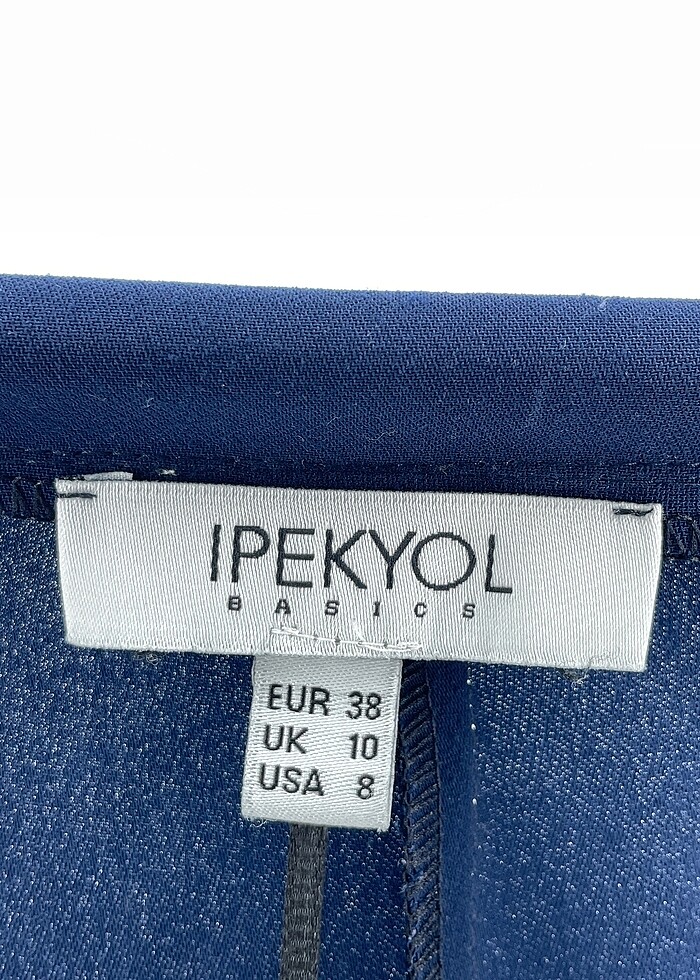 IPEKYOL
BASICS
EUR 38
UK 10
USA 8